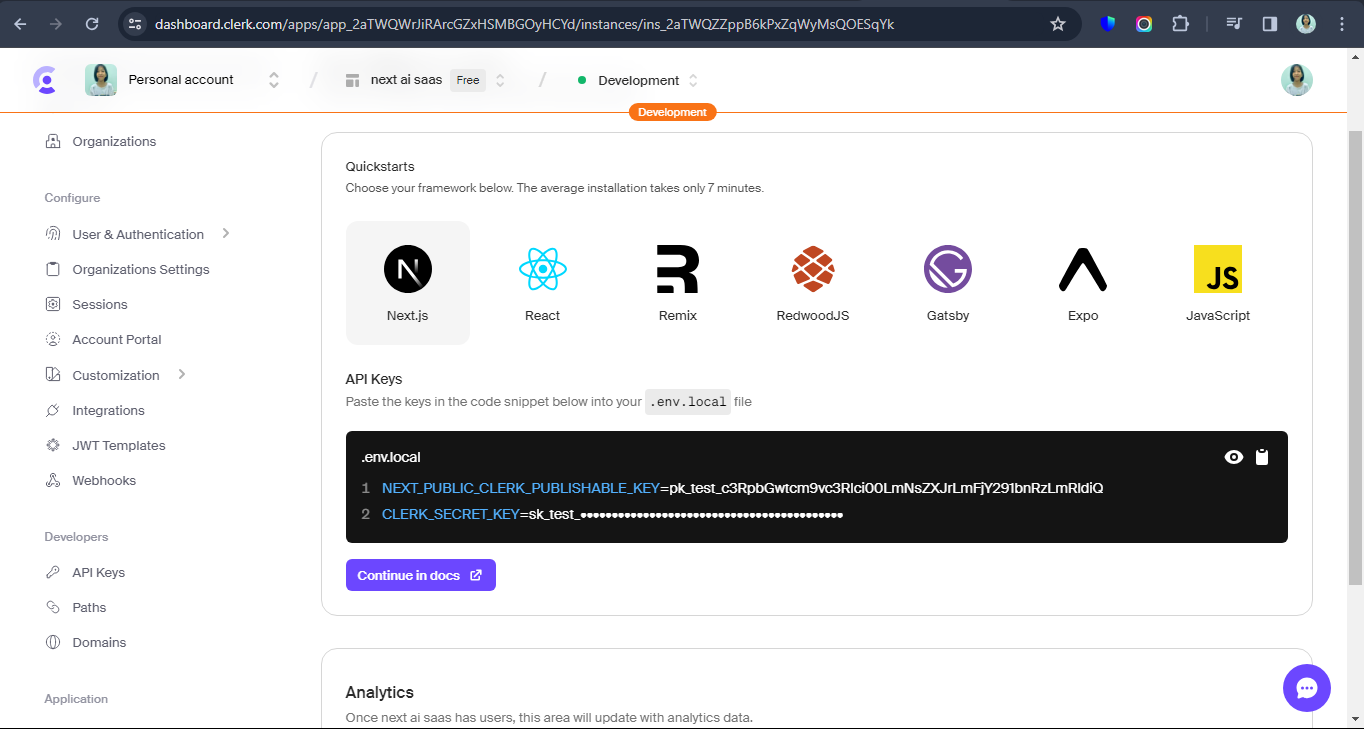 dashboard.clerk.com/apps/app_2aTWQWrJiRArcGZxHSMBGOyHCYd/instances/ins_2aTWQZZppB6kPxZqWyMsQOESqYk
Personal account / next ai saas Free / Development
Development
Organizations
Configure
User & Authentication
Organizations Settings
Sessions
Account Portal
Customization
Integrations
JWT Templates
Webhooks
Developers
API Keys
Paths
Domains
Application
Quickstarts
Choose your framework below. The average installation takes only 7 minutes.
Next.js React Remix RedwoodJS Gatsby Expo JS JavaScript
API Keys
Paste the keys in the code snippet below into your .env.local file
.env.local
1 NEXT_PUBLIC_CLERK_PUBLISHABLE_KEY=pk_test_c3RpbGwtcm9vc3Rlci00LmNsZXJrLmFjY291bnRzLmRldiQ
2 CLERK_SECRET_KEY=sk_test_••••••••••••••••••••••••••••••••••••••••••
Continue in docs
Analytics
Once next ai saas has users, this area will update with analytics data.